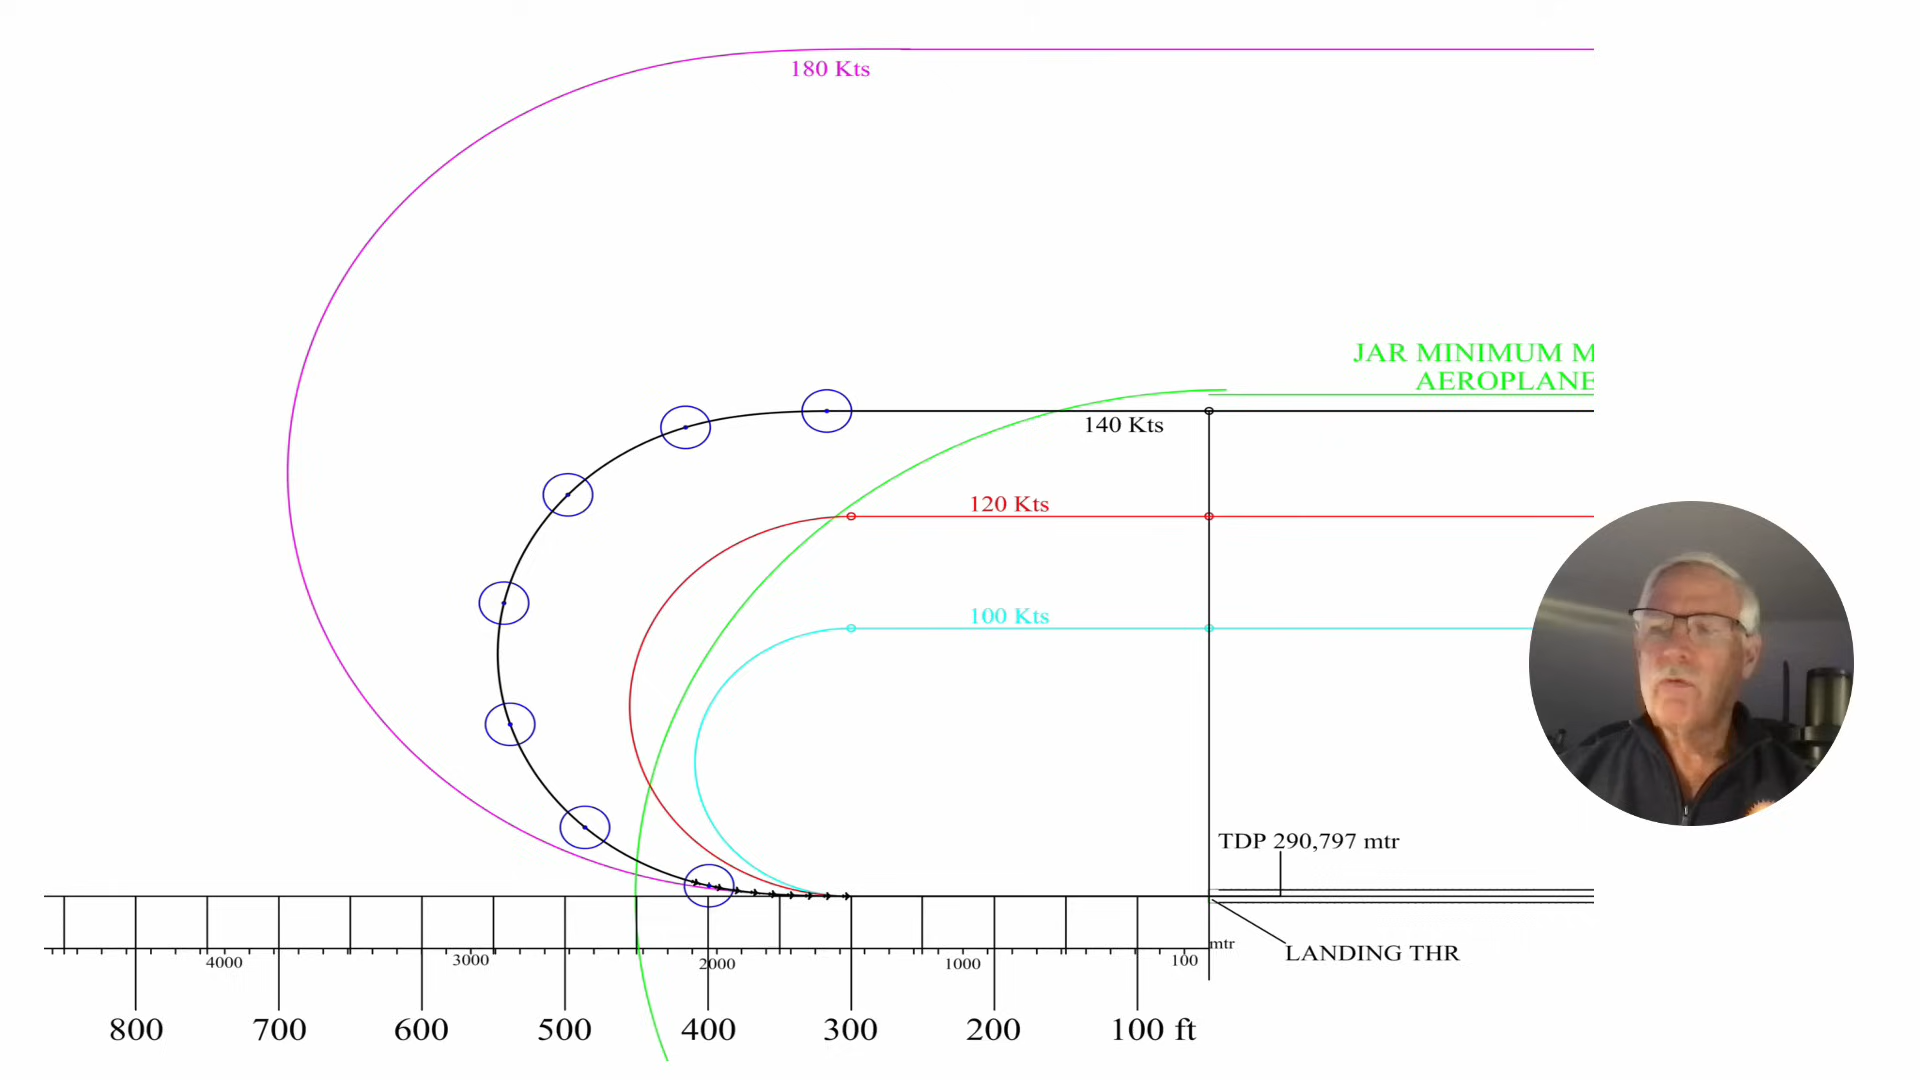 180 Kts
JAR MINIMUM M
AEROPLANE
140 Kts
120 Kts
100 Kts
TDP 290,797 mtr
mtr
LANDING THR
4000
3000
2000
1000
100
800
700
600
500
400
300
200
100 ft